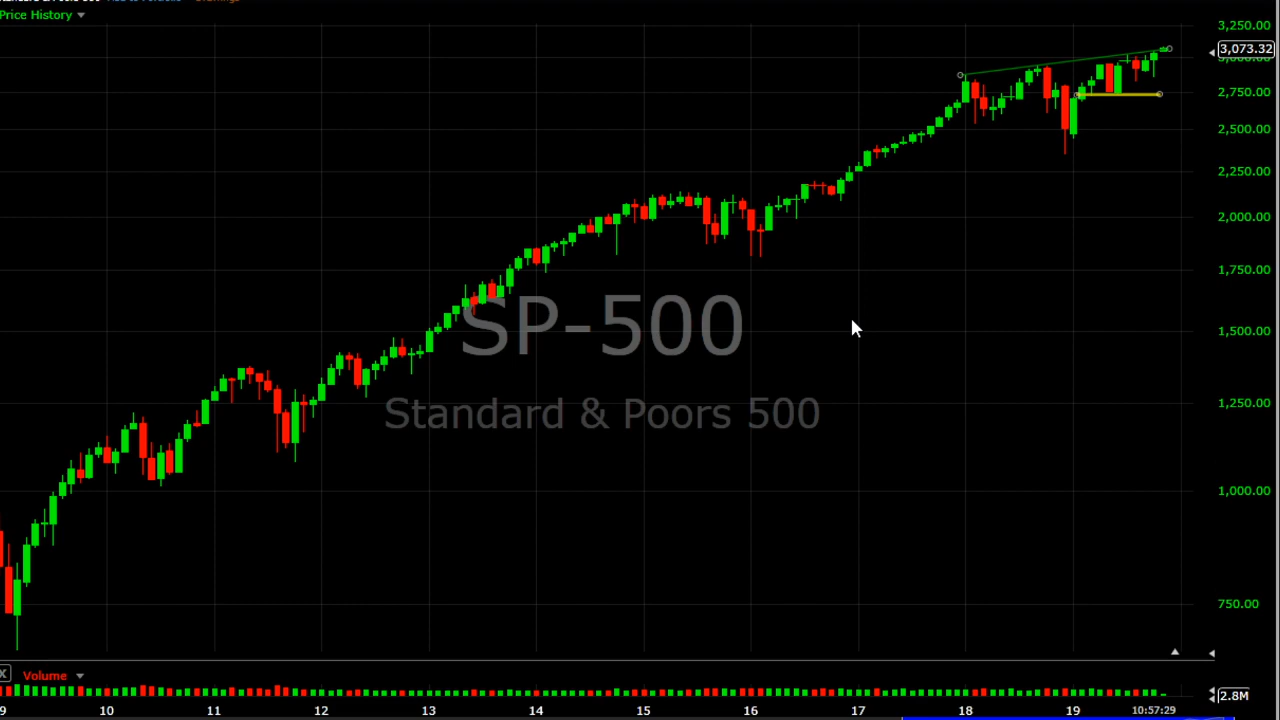 Price History
3,250.00
3,073.32
2,750.00
2,500.00
2,250.00
2,000.00
1,750.00
SP-500
1,500.00
Standard & Poors 500
1,250.00
1,000.00
750.00
X Volume
2.8M
9 10 11 12 13 14 15 16 17 18 19 10:57:29